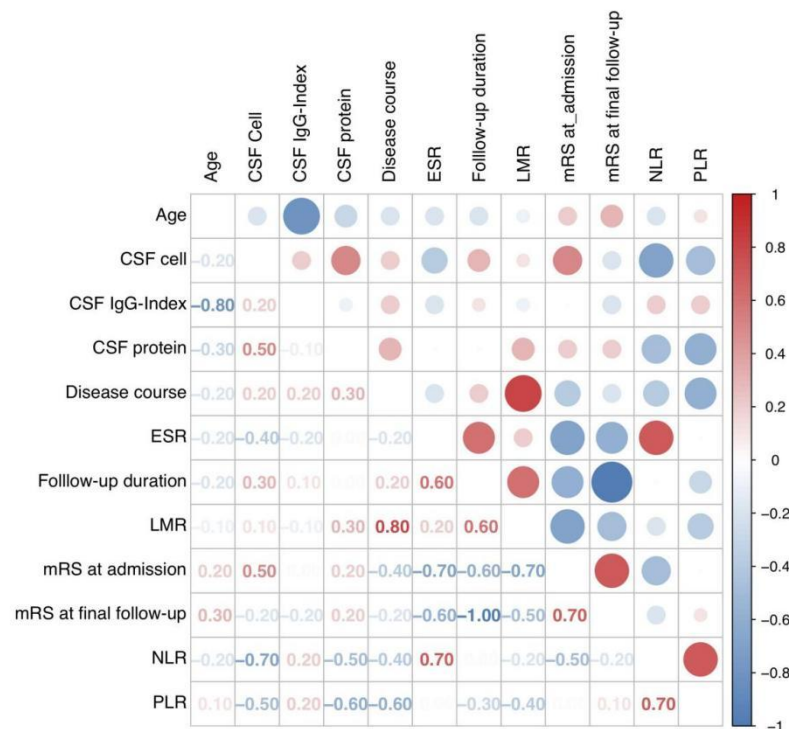 Age
CSF Cell
CSF IgG-Index
CSF protein
Disease course
ESR
Folllow-up duration
LMR
mRS at_admission
mRS at final follow-up
NLR
PLR
Age
CSF cell −0.20
CSF IgG-Index −0.80 0.20
CSF protein −0.30 0.50 −0.10
Disease course −0.20 0.20 0.20 0.30
ESR −0.20 −0.40 −0.20 −0.20
Folllow-up duration −0.20 0.30 0.10 0.20 0.60
LMR −0.10 0.10 −0.10 0.30 0.80 0.20 0.60
mRS at admission 0.20 0.50 0.20 −0.40 −0.70 −0.60 −0.70
mRS at final follow-up 0.30 −0.20 −0.20 0.20 −0.20 −0.60 −1.00 −0.50 0.70
NLR −0.20 −0.70 0.20 −0.50 −0.40 0.70 −0.20 −0.50 −0.20
PLR 0.10 −0.50 0.20 −0.60 −0.60 −0.30 −0.40 0.10 0.70
1
0.8
0.6
0.4
0.2
0
−0.2
−0.4
−0.6
−0.8
−1